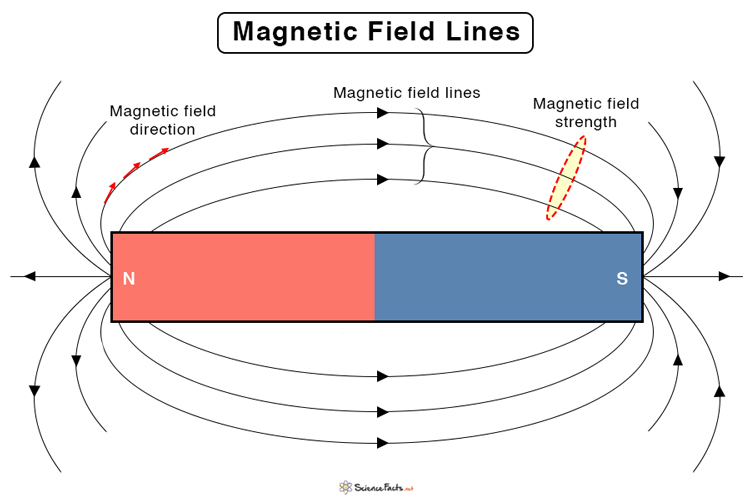 Magnetic Field Lines
Magnetic field lines
Magnetic field
direction
Magnetic field
strength
N
S
ScienceFacts.net